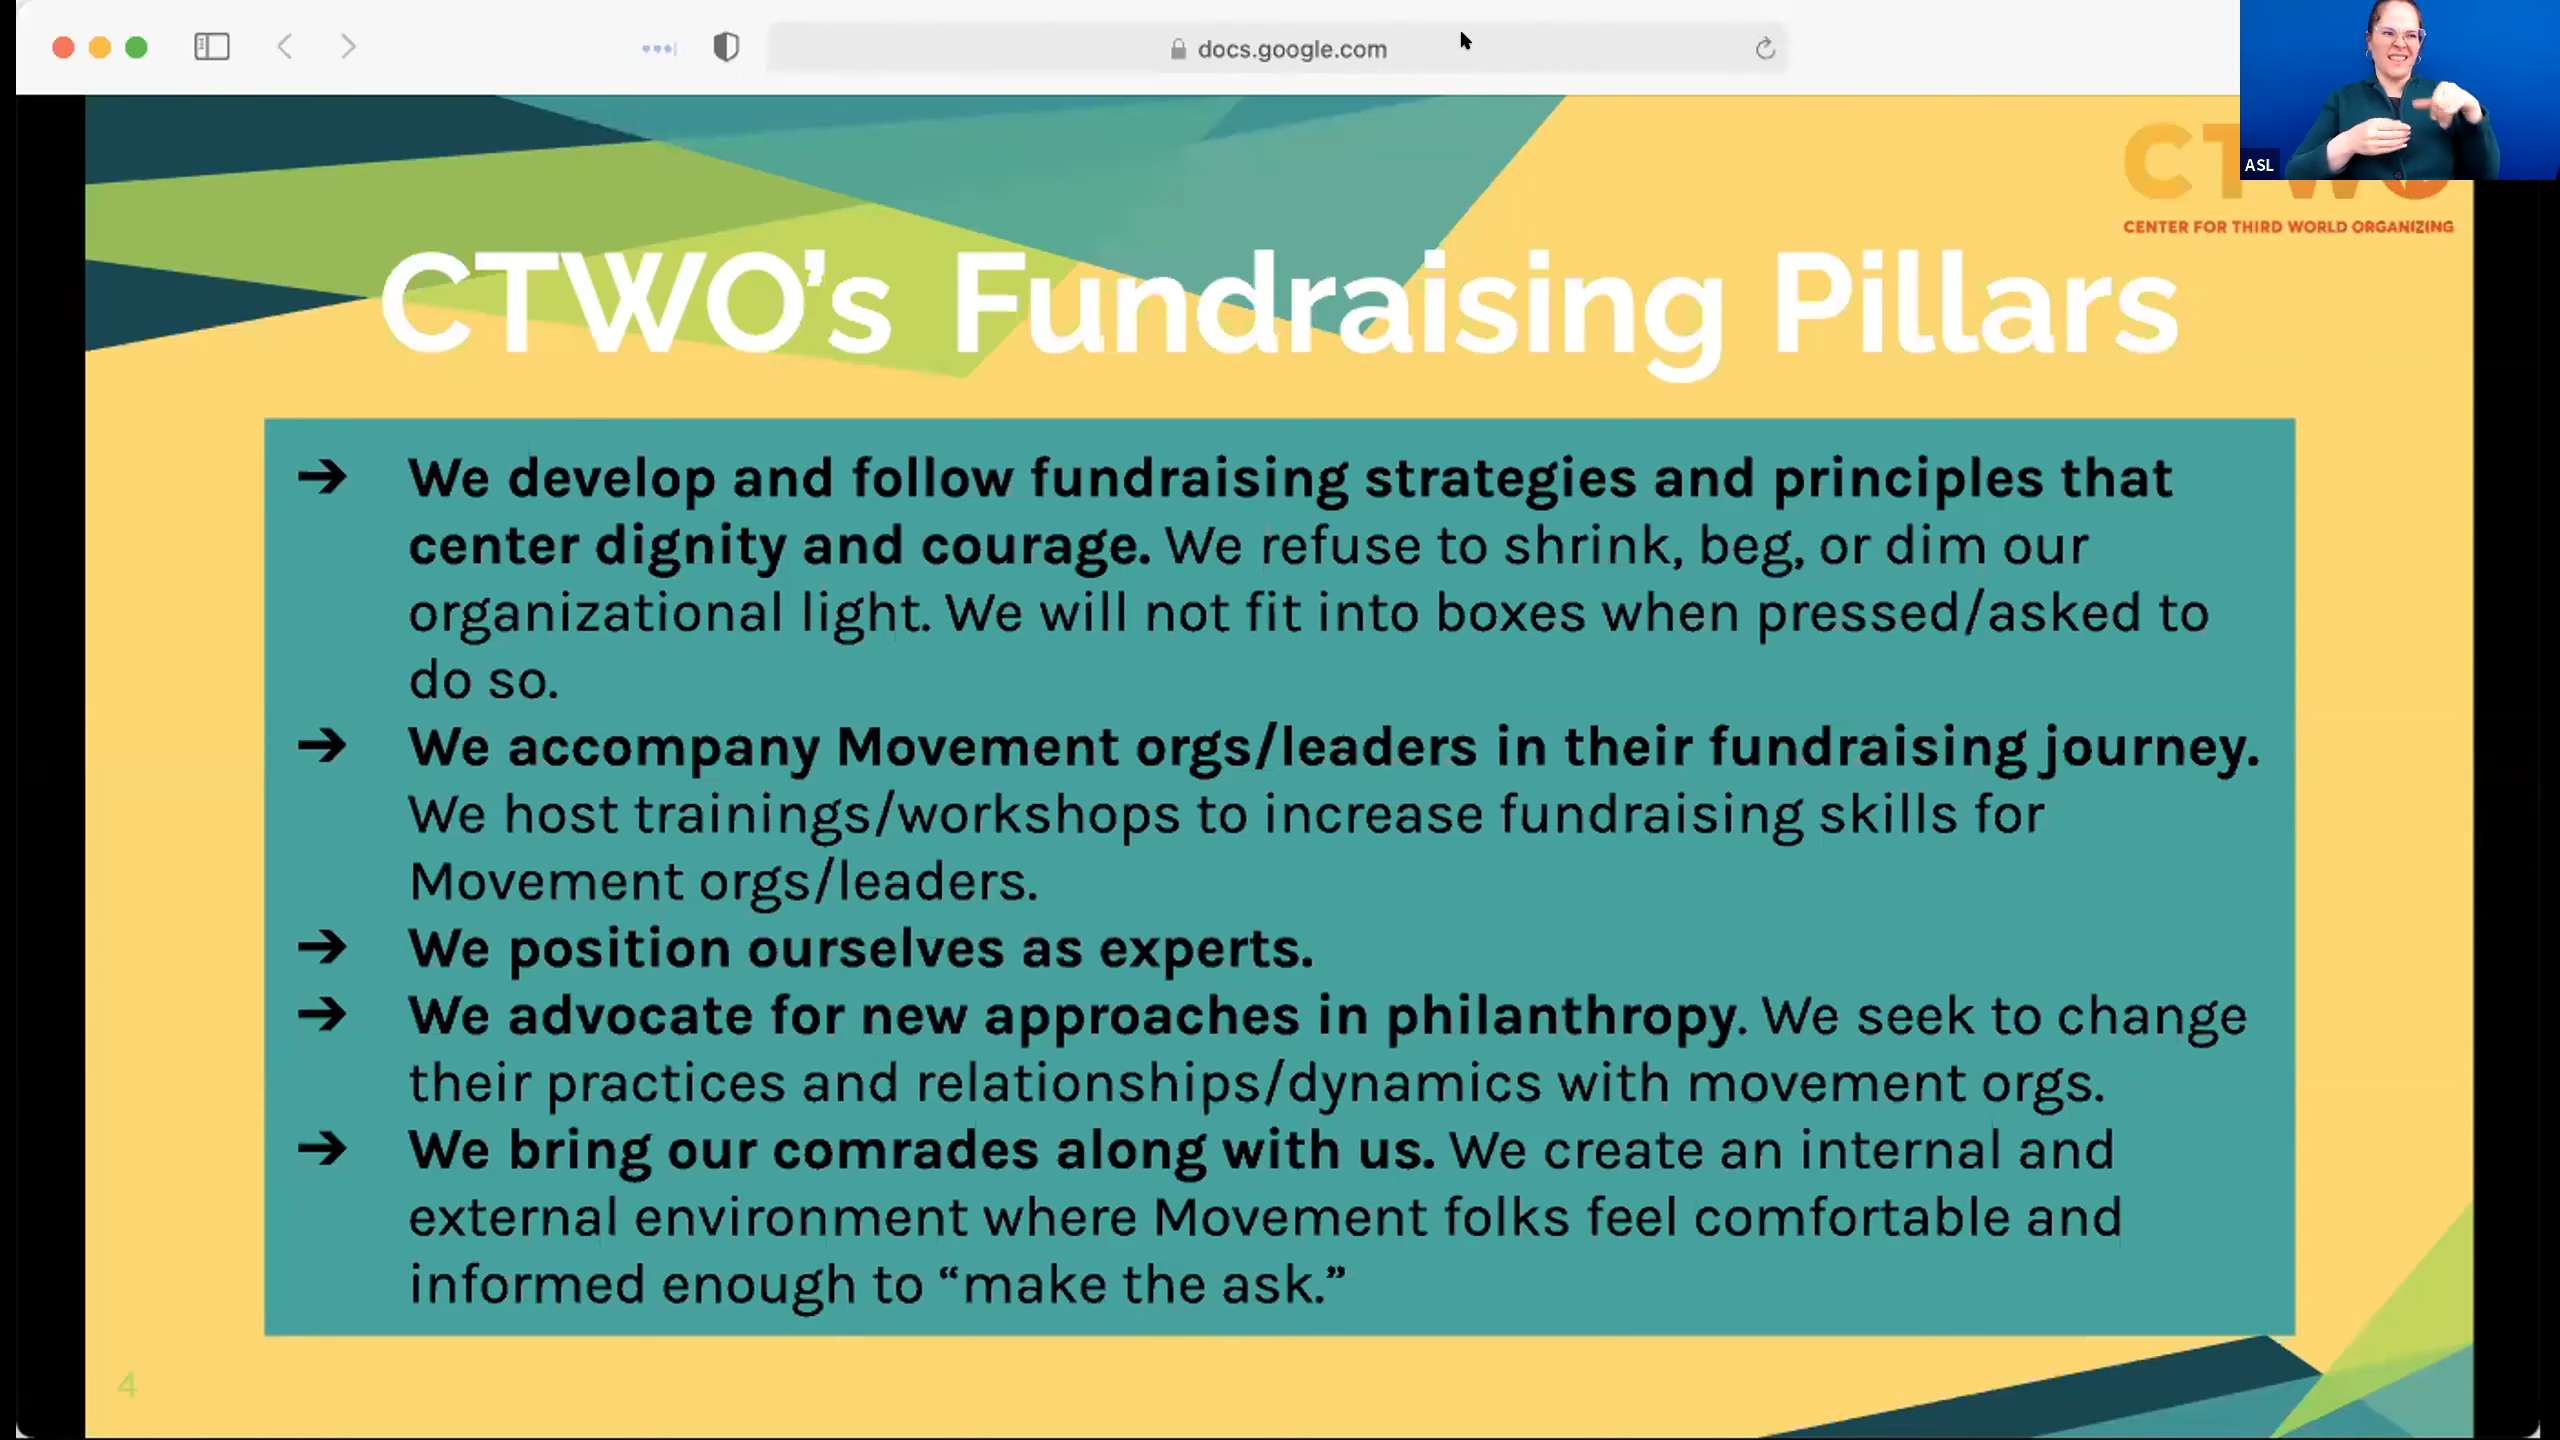 docs.google.com
ASL
CENTER FOR THIRD WORLD ORGANIZING
CTWO’s Fundraising Pillars
➔ We develop and follow fundraising strategies and principles that
center dignity and courage. We refuse to shrink, beg, or dim our
organizational light. We will not fit into boxes when pressed/asked to
do so.
➔ We accompany Movement orgs/leaders in their fundraising journey.
We host trainings/workshops to increase fundraising skills for
Movement orgs/leaders.
➔ We position ourselves as experts.
➔ We advocate for new approaches in philanthropy. We seek to change
their practices and relationships/dynamics with movement orgs.
➔ We bring our comrades along with us. We create an internal and
external environment where Movement folks feel comfortable and
informed enough to “make the ask.”
4